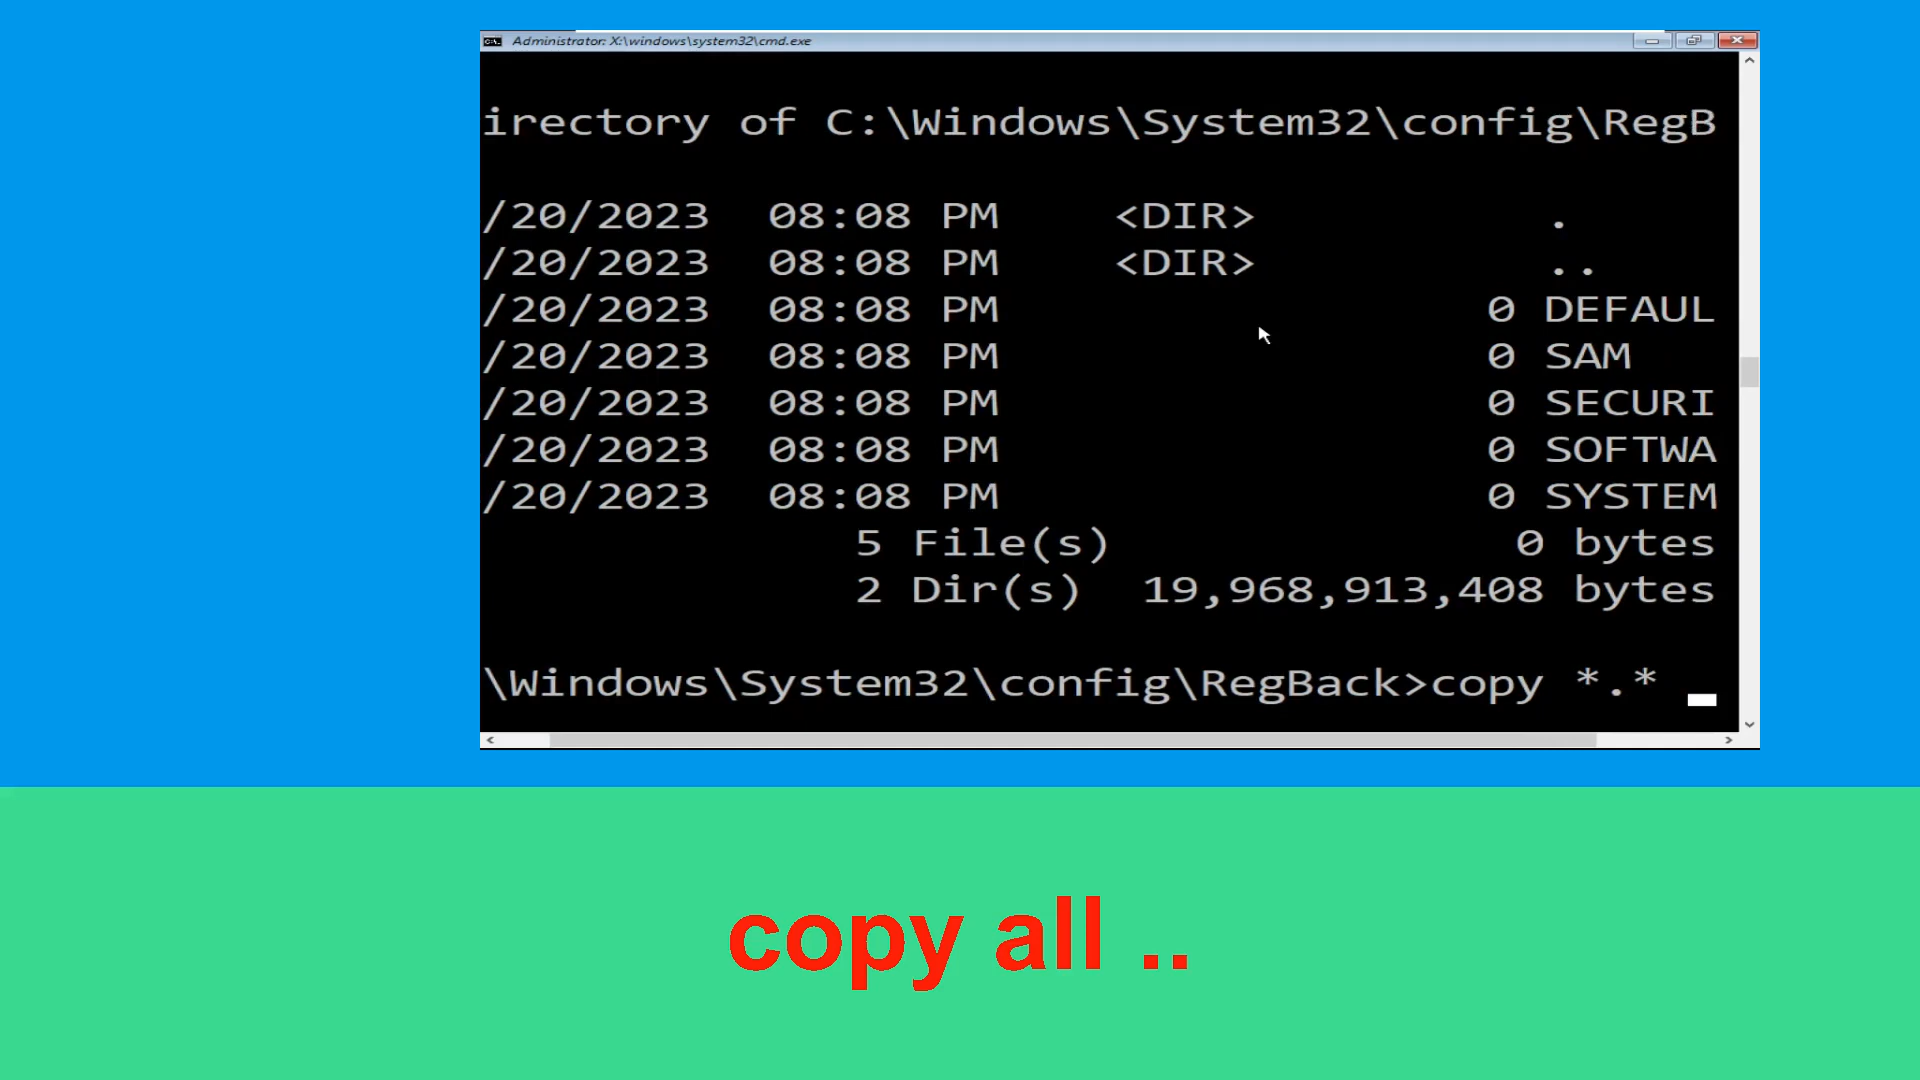 Administrator: X:\windows\system32\cmd.exe
irectory of C:\Windows\System32\config\RegB
/20/2023 08:08 PM <DIR> .
/20/2023 08:08 PM <DIR> ..
/20/2023 08:08 PM 0 DEFAUL
/20/2023 08:08 PM 0 SAM
/20/2023 08:08 PM 0 SECURI
/20/2023 08:08 PM 0 SOFTWA
/20/2023 08:08 PM 0 SYSTEM
5 File(s) 0 bytes
2 Dir(s) 19,968,913,408 bytes
\Windows\System32\config\RegBack>copy *.*
copy all ..